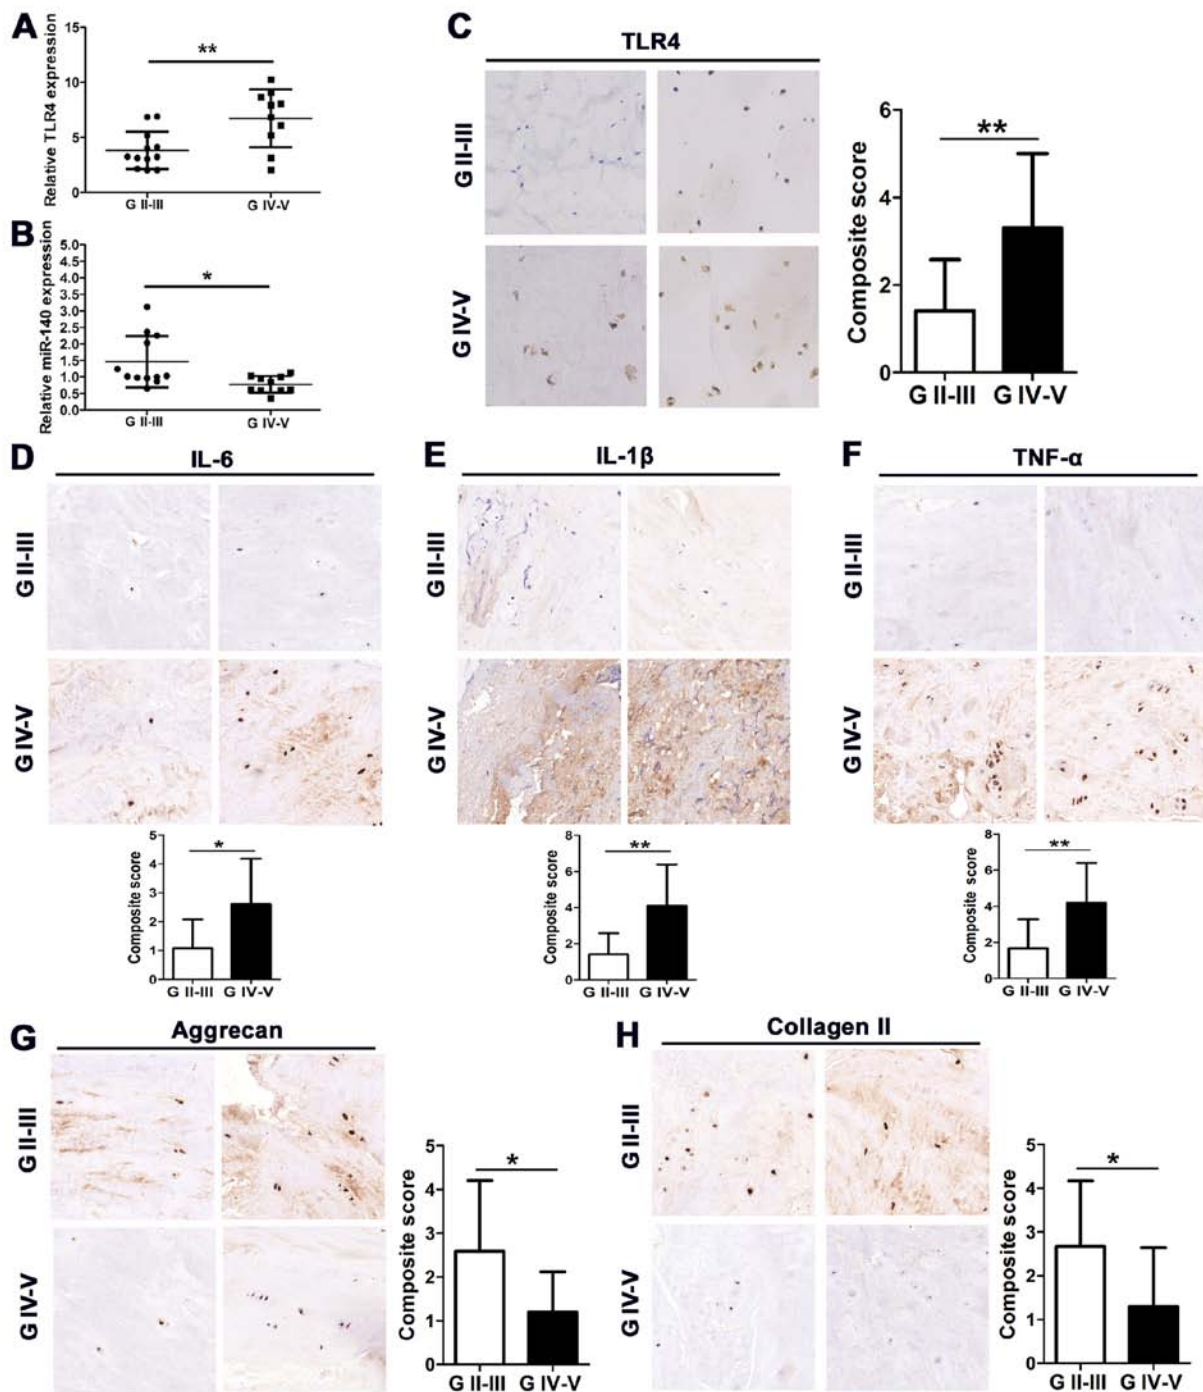 A
Relative TLR4 expression
15
10
5
0
**
G II-III
G IV-V
B
Relative miR-140 expression
5.0
4.5
4.0
3.5
3.0
2.5
2.0
1.5
1.0
0.5
0.0
*
G II-III
G IV-V
C
TLR4
G II-III
G IV-V
Composite score
6
4
2
0
**
G II-III
G IV-V
D
IL-6
G II-III
G IV-V
Composite score
5
4
3
2
1
0
*
G II-III
G IV-V
E
IL-1β
G II-III
G IV-V
Composite score
8
6
4
2
0
**
G II-III
G IV-V
F
TNF-α
G II-III
G IV-V
Composite score
8
6
4
2
0
**
G II-III
G IV-V
G
Aggrecan
G II-III
G IV-V
Composite score
5
4
3
2
1
0
*
G II-III
G IV-V
H
Collagen II
G II-III
G IV-V
Composite score
5
4
3
2
1
0
*
G II-III
G IV-V